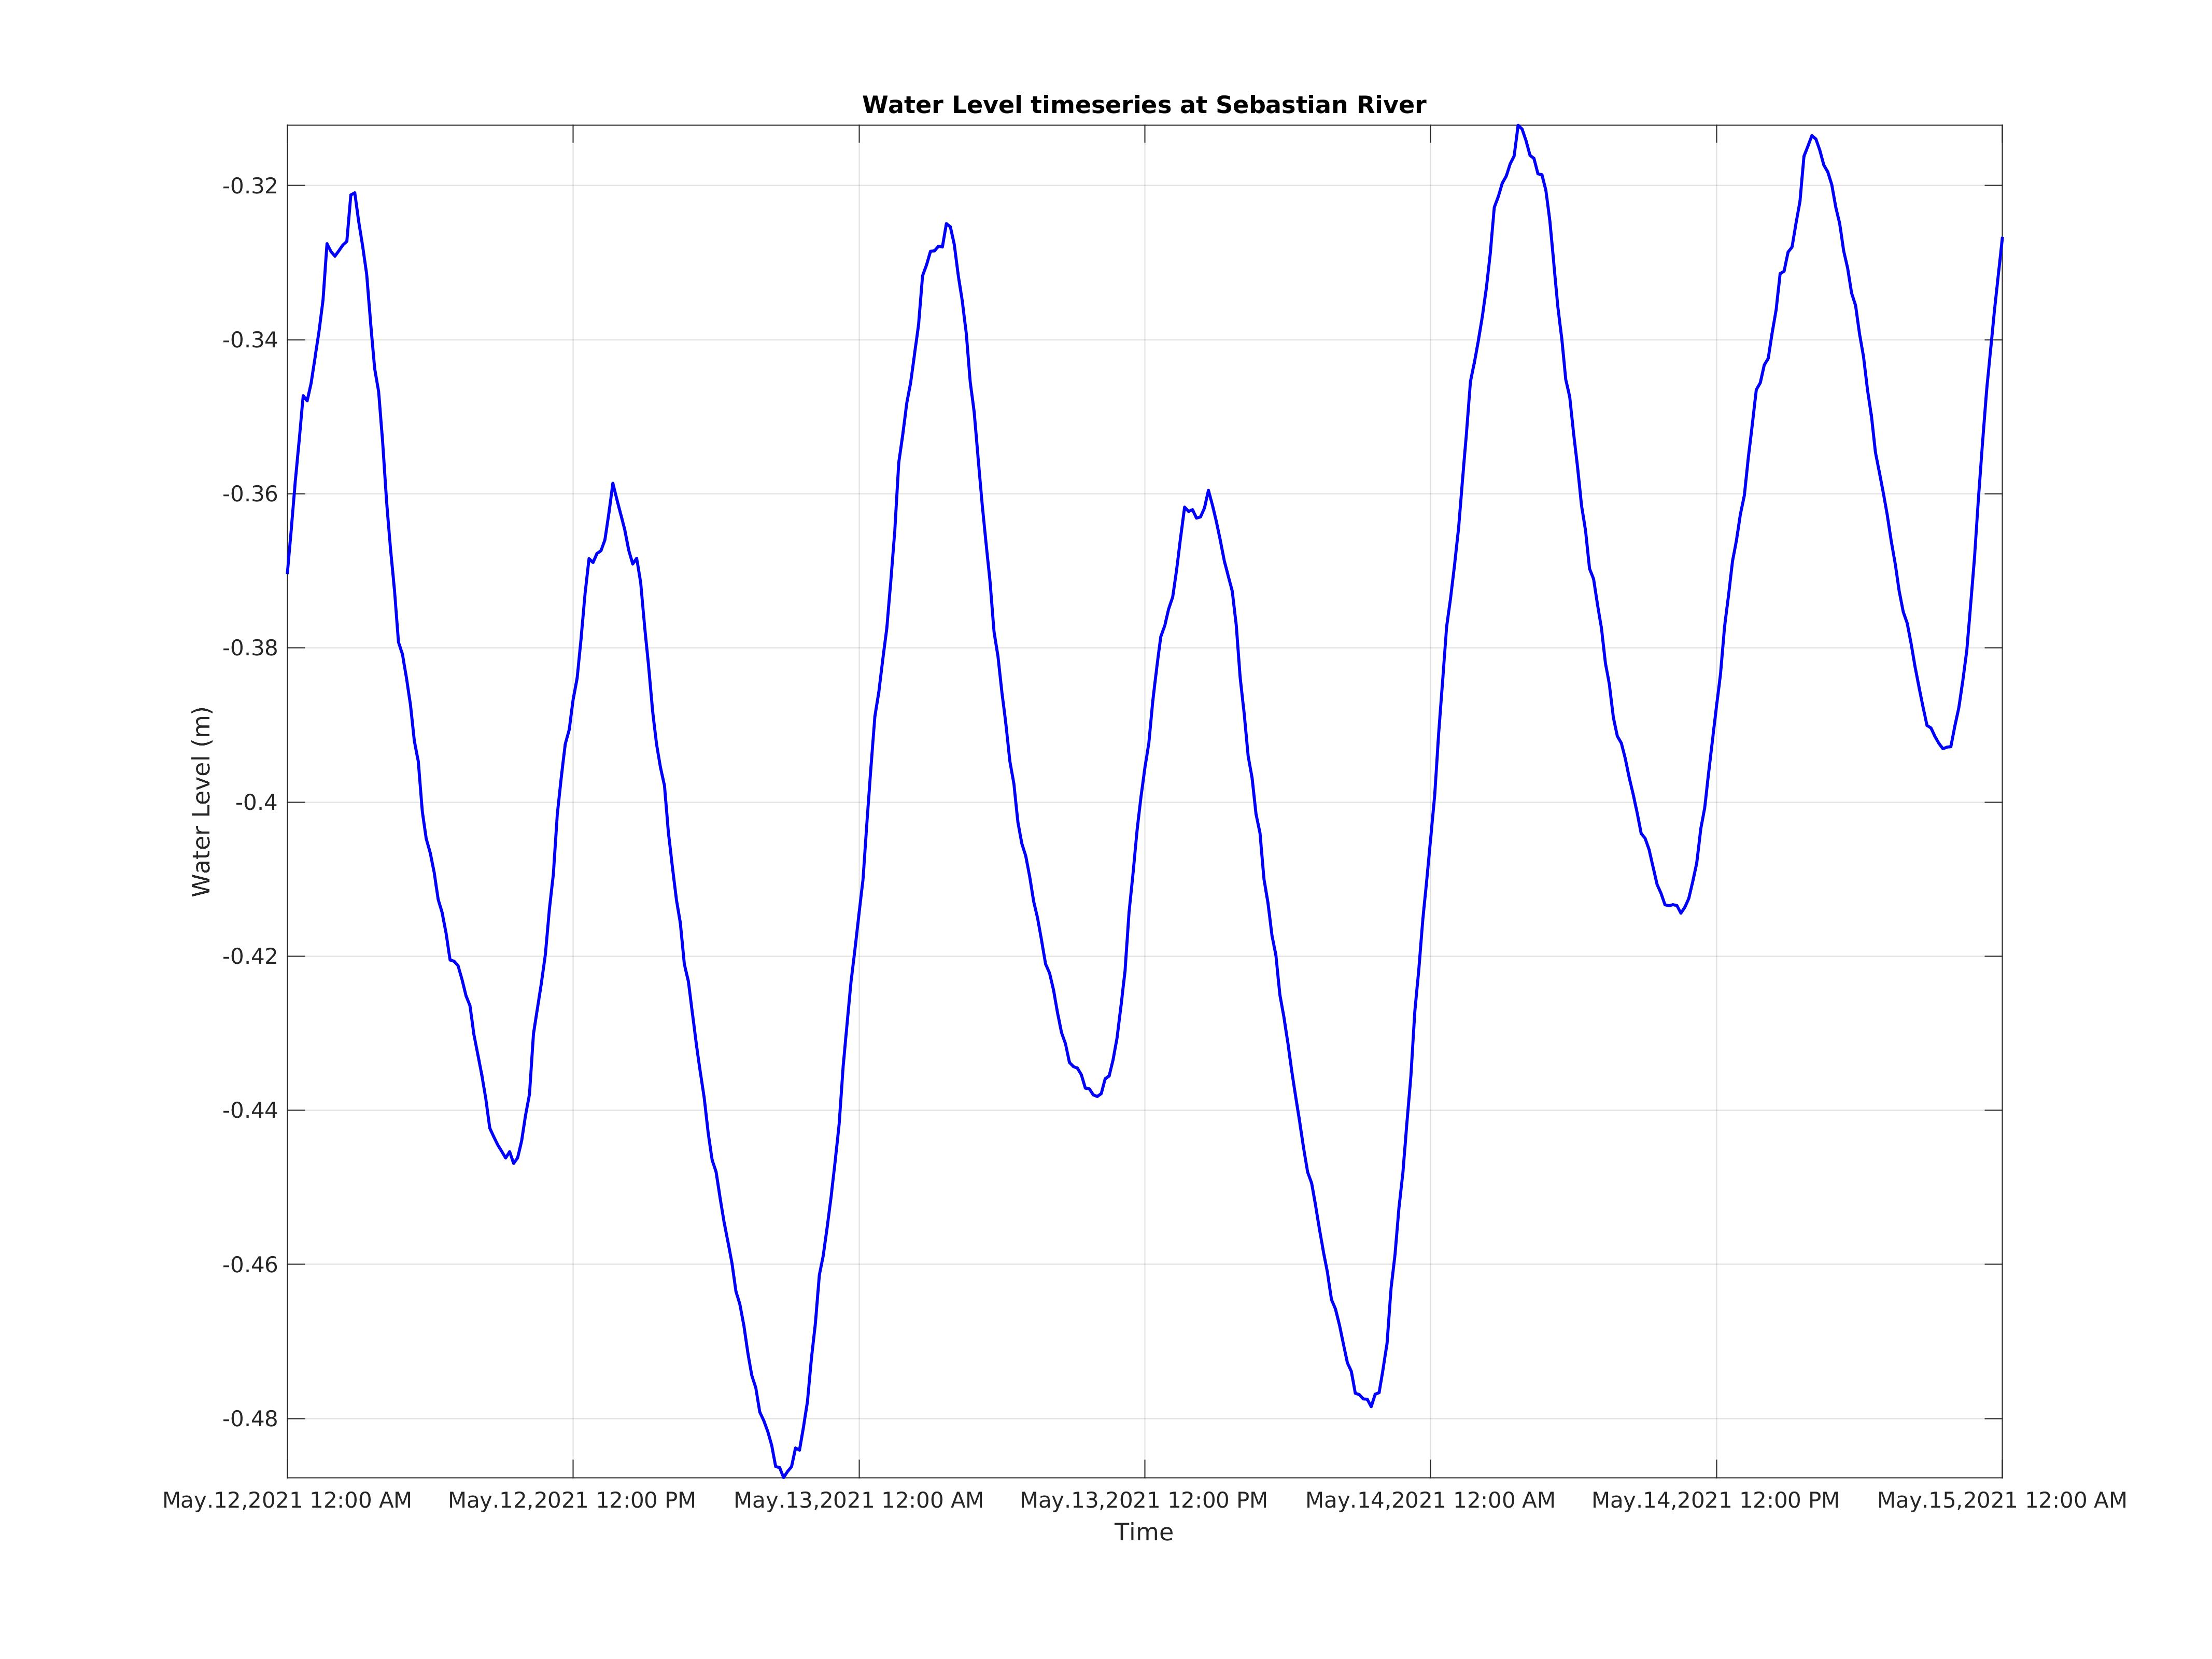 Water Level timeseries at Sebastian River
-0.32
-0.34
-0.36
-0.38
-0.4
-0.42
-0.44
-0.46
-0.48
Water Level (m)
May.12,2021 12:00 AM
May.12,2021 12:00 PM
May.13,2021 12:00 AM
May.13,2021 12:00 PM
May.14,2021 12:00 AM
May.14,2021 12:00 PM
May.15,2021 12:00 AM
Time